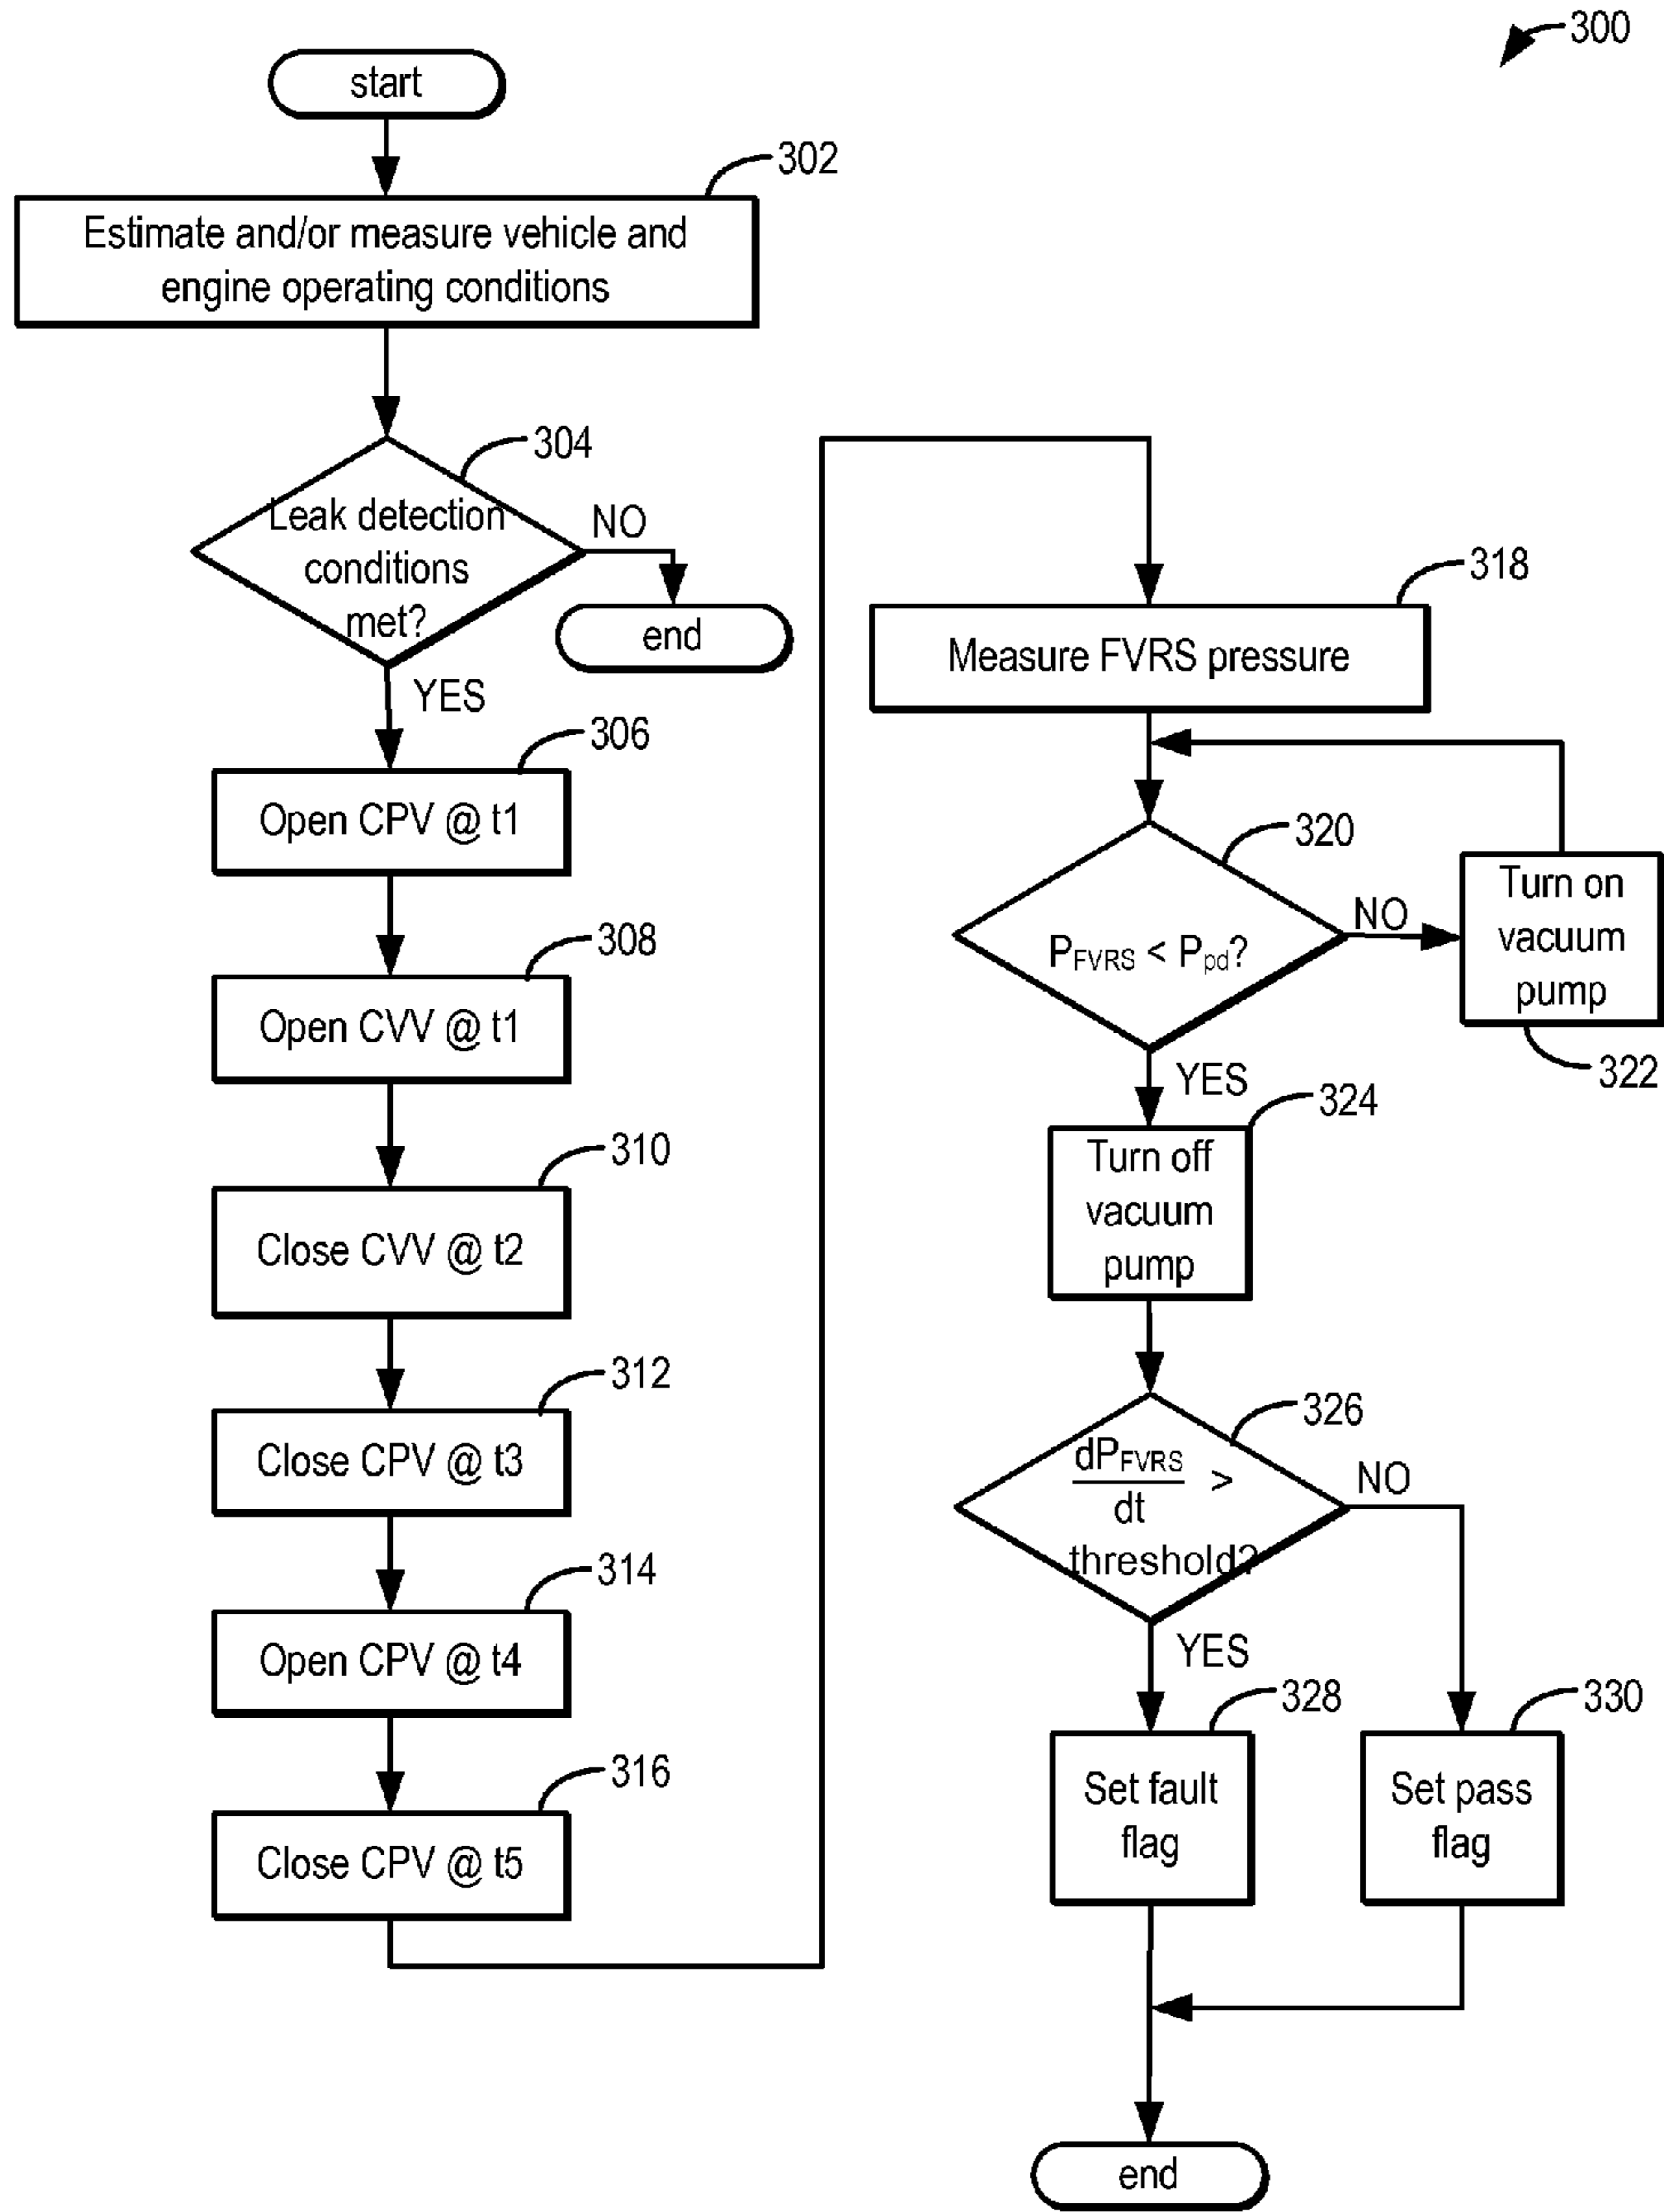 300
start
302
Estimate and/or measure vehicle and
engine operating conditions
304
Leak detection
conditions
met?
NO
end
YES
306
Open CPV @ t1
308
Open CVV @ t1
310
Close CVV @ t2
312
Close CPV @ t3
314
Open CPV @ t4
316
Close CPV @ t5
318
Measure FVRS pressure
320
PFVRS < Ppd?
NO
Turn on
vacuum
pump
322
YES
324
Turn off
vacuum
pump
326
dPFVRS
>
dt
threshold?
NO
YES
328
Set fault
flag
330
Set pass
flag
end